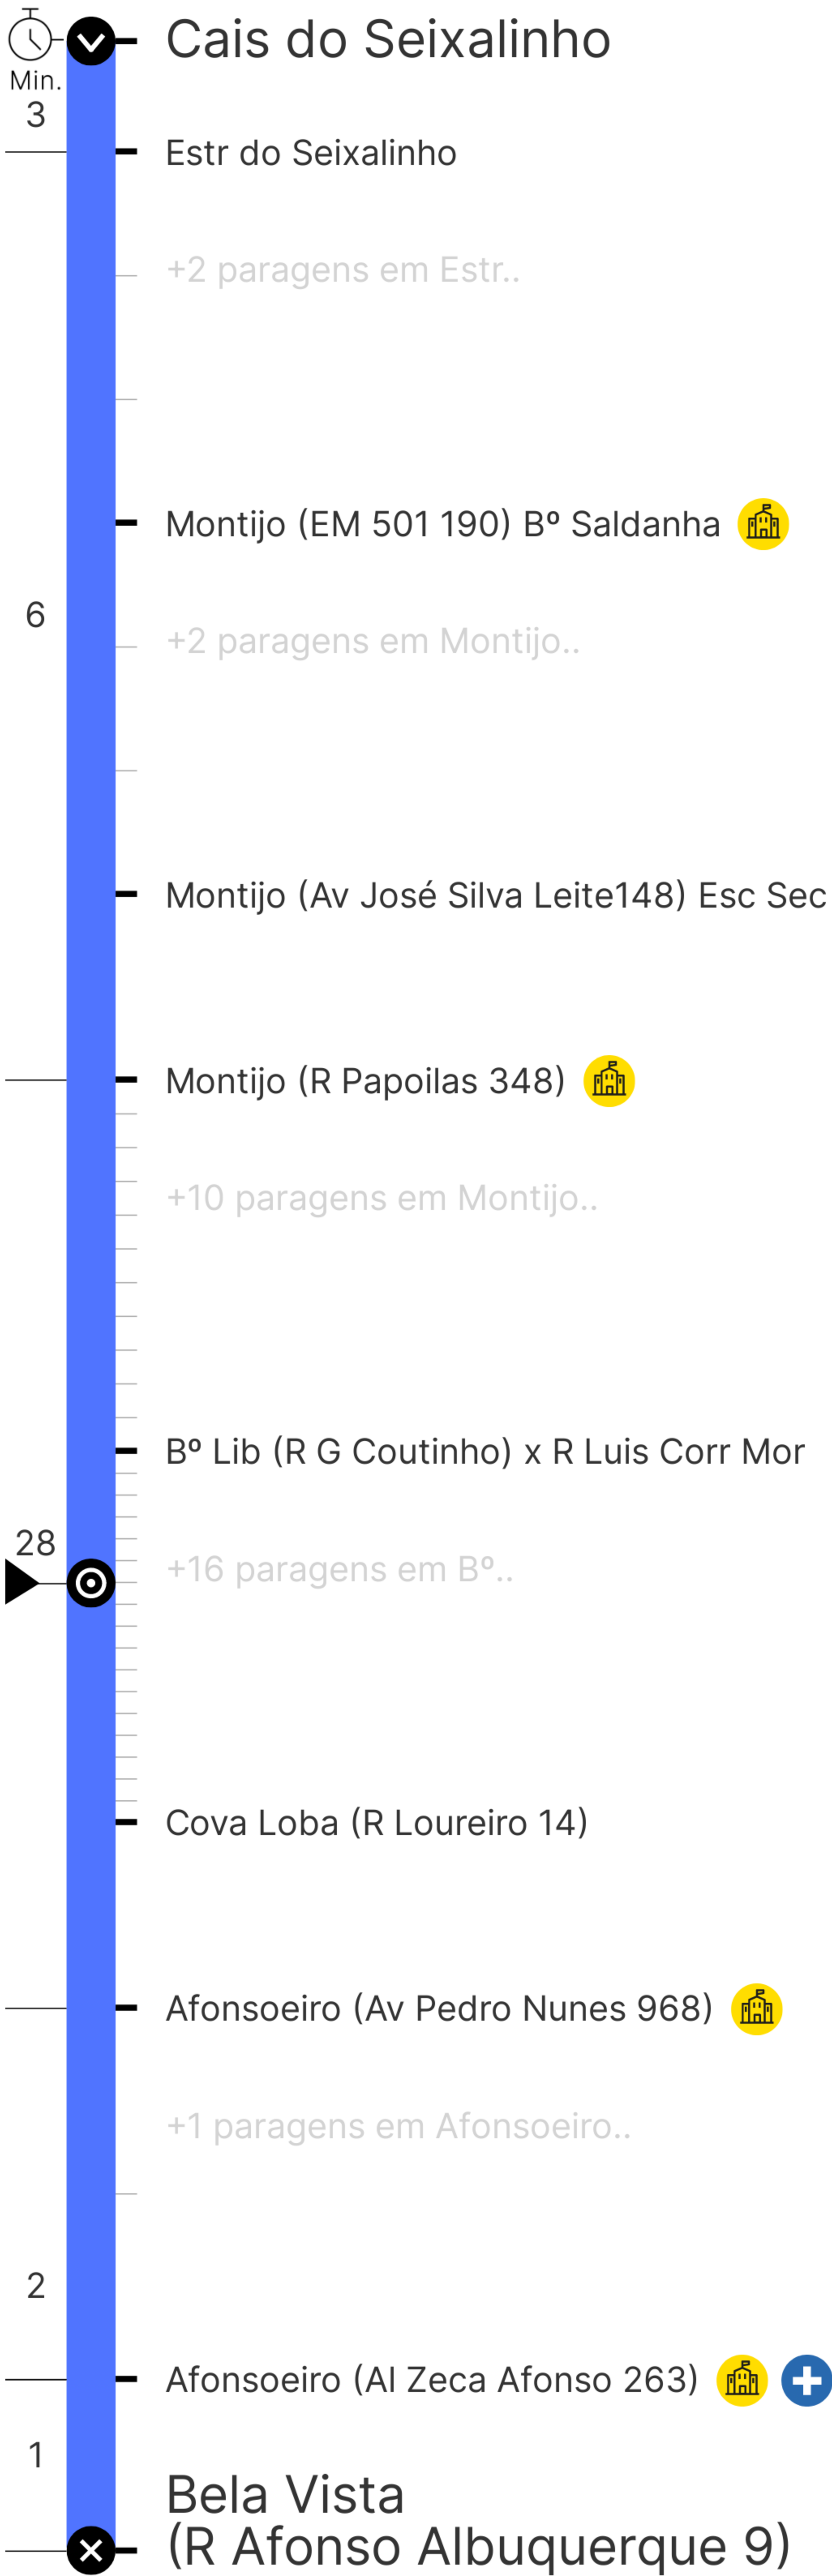 Cais do Seixalinho
Min.
3
Estr do Seixalinho
+2 paragens em Estr..
Montijo (EM 501 190) Bº Saldanha
6
+2 paragens em Montijo..
Montijo (Av José Silva Leite148) Esc Sec
Montijo (R Papoilas 348)
+10 paragens em Montijo..
Bº Lib (R G Coutinho) x R Luis Corr Mor
28
+16 paragens em Bº..
Cova Loba (R Loureiro 14)
Afonsoeiro (Av Pedro Nunes 968)
+1 paragens em Afonsoeiro..
2
Afonsoeiro (Al Zeca Afonso 263)
1
Bela Vista
(R Afonso Albuquerque 9)